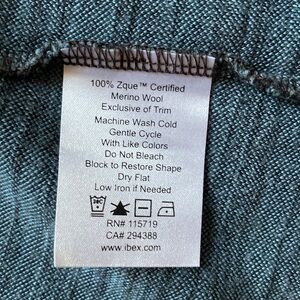 100% Zque™ Certified
Merino Wool
Exclusive of Trim
Machine Wash Cold
Gentle Cycle
With Like Colors
Do Not Bleach
Block to Restore Shape
Dry Flat
Low Iron if Needed
RN# 115719
CA# 294388
www.ibex.com